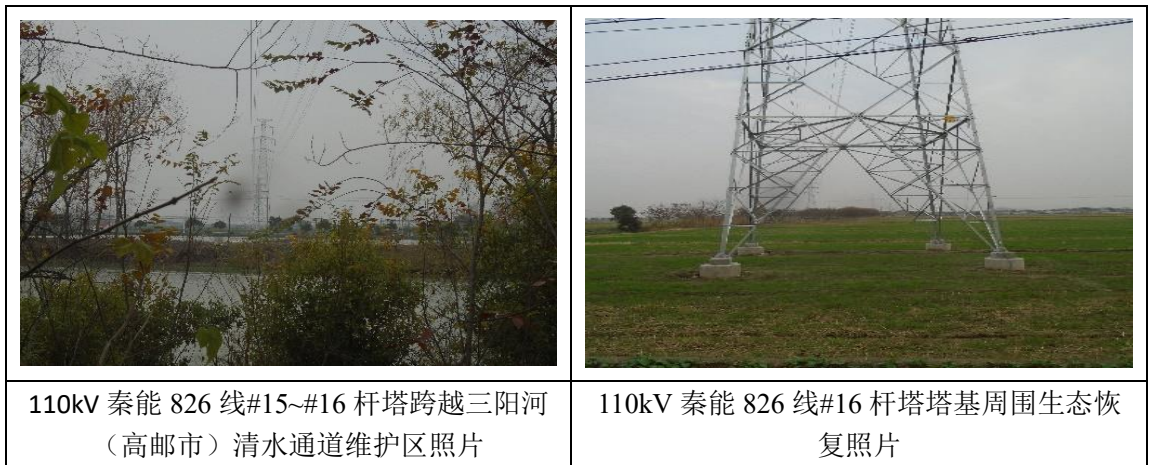 110kV 秦能 826 线#15~#16 杆塔跨越三阳河
（高邮市）清水通道维护区照片
110kV 秦能 826 线#16 杆塔塔基周围生态恢
复照片